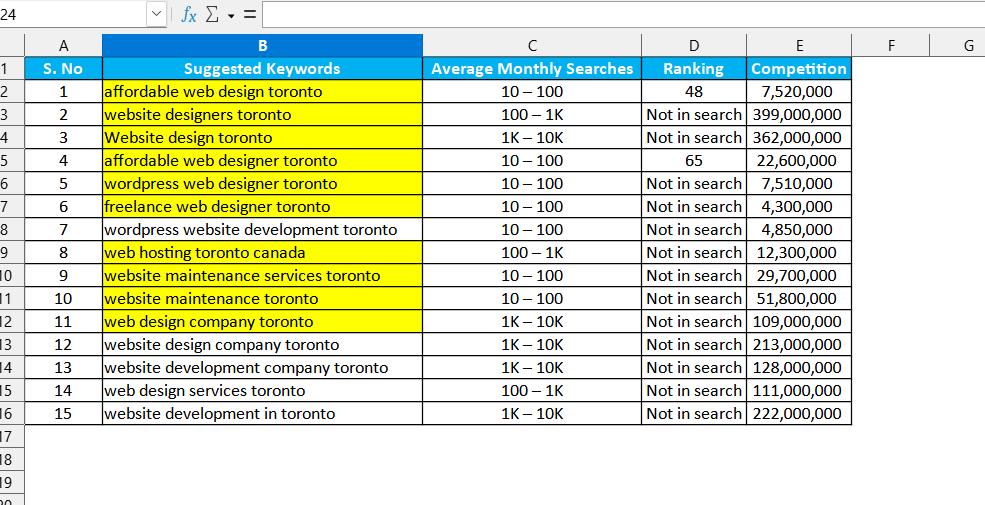 24 fx Σ =
A B C D E F G
1 S. No Suggested Keywords Average Monthly Searches Ranking Competition
2 1 affordable web design toronto 10 – 100 48 7,520,000
3 2 website designers toronto 100 – 1K Not in search 399,000,000
4 3 Website design toronto 1K – 10K Not in search 362,000,000
5 4 affordable web designer toronto 10 – 100 65 22,600,000
6 5 wordpress web designer toronto 10 – 100 Not in search 7,510,000
7 6 freelance web designer toronto 10 – 100 Not in search 4,300,000
8 7 wordpress website development toronto 10 – 100 Not in search 4,850,000
9 8 web hosting toronto canada 100 – 1K Not in search 12,300,000
10 9 website maintenance services toronto 10 – 100 Not in search 29,700,000
11 10 website maintenance toronto 10 – 100 Not in search 51,800,000
12 11 web design company toronto 1K – 10K Not in search 109,000,000
13 12 website design company toronto 1K – 10K Not in search 213,000,000
14 13 website development company toronto 1K – 10K Not in search 128,000,000
15 14 web design services toronto 100 – 1K Not in search 111,000,000
16 15 website development in toronto 1K – 10K Not in search 222,000,000
17
18
19